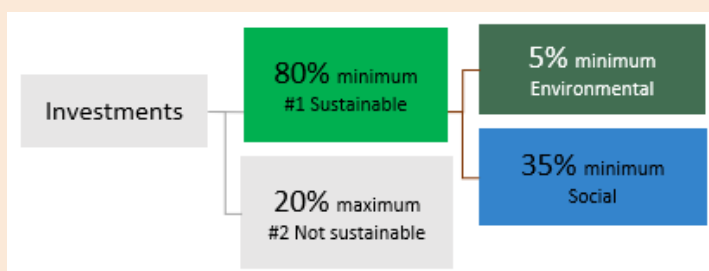 Investments
80% minimum
#1 Sustainable
20% maximum
#2 Not sustainable
5% minimum
Environmental
35% minimum
Social